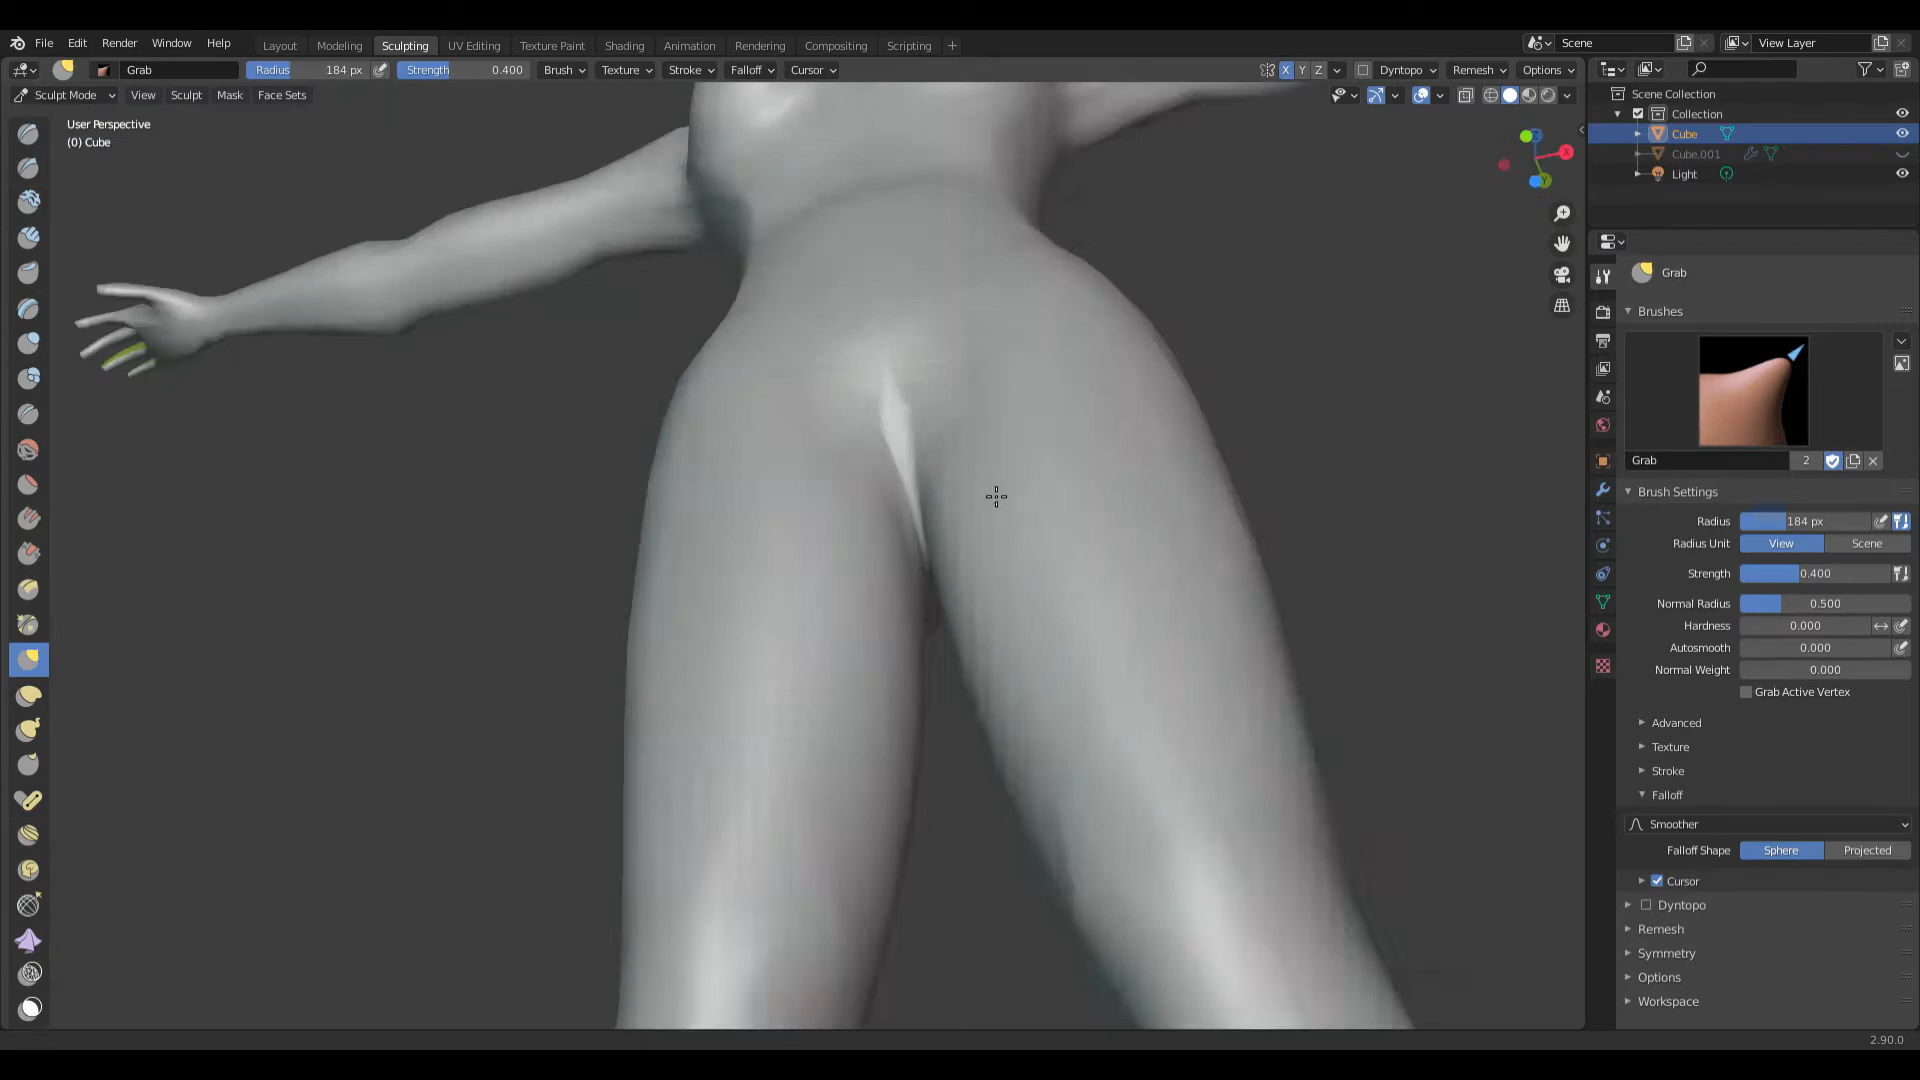 File Edit Render Window Help
Layout Modeling Sculpting UV Editing Texture Paint Shading Animation Rendering Compositing Scripting +
Scene View Layer
Grab Radius 184 px Strength 0.400 Brush Texture Stroke Falloff Cursor X Y Z Dyntopo Remesh Options
Sculpt Mode View Sculpt Mask Face Sets
User Perspective
(0) Cube
X
Y
Scene Collection
Collection
Cube
Cube.001
Light
Grab
Brushes
Grab 2
Brush Settings
Radius 184 px
Radius Unit View Scene
Strength 0.400
Normal Radius 0.500
Hardness 0.000
Autosmooth 0.000
Normal Weight 0.000
Grab Active Vertex
Advanced
Texture
Stroke
Falloff
Smoother
Falloff Shape Sphere Projected
Cursor
Dyntopo
Remesh
Symmetry
Options
Workspace
2.90.0